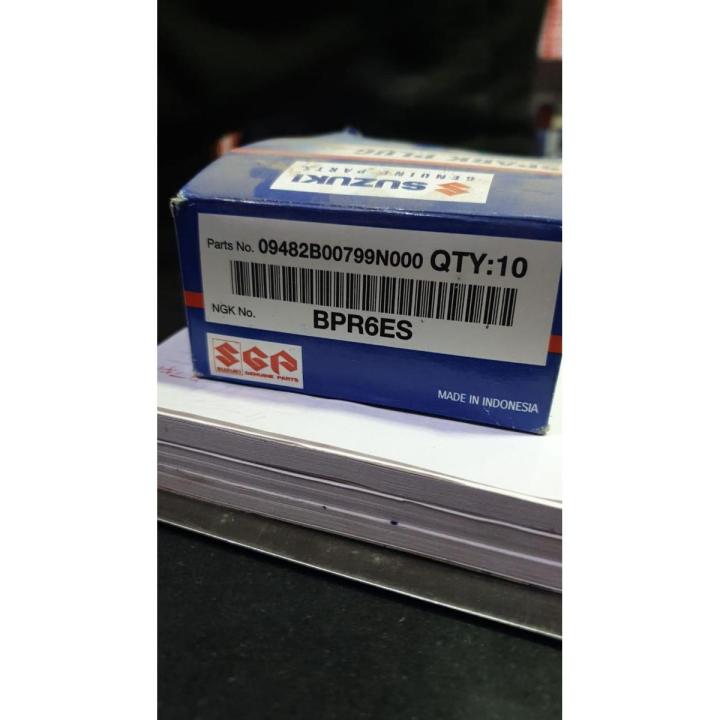 SPARK PLUG
SUZUKI
GENUINE PARTS
Parts No. 09482B00799N000 QTY:10
NGK No. BPR6ES
SGP
SUZUKI GENUINE PARTS
MADE IN INDONESIA